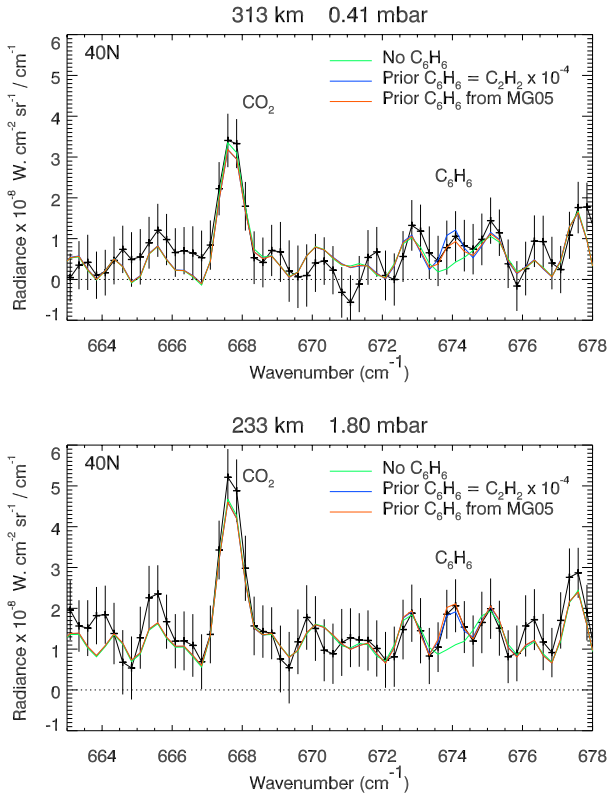 313 km 0.41 mbar
40N
No C6H6
Prior C6H6 = C2H2 x 10-4
Prior C6H6 from MG05
CO2
C6H6
Radiance x 10-8 W. cm-2 sr-1 / cm-1
6
5
4
3
2
1
0
-1
664 666 668 670 672 674 676 678
Wavenumber (cm-1)
233 km 1.80 mbar
40N
No C6H6
Prior C6H6 = C2H2 x 10-4
Prior C6H6 from MG05
CO2
C6H6
Radiance x 10-8 W. cm-2 sr-1 / cm-1
6
5
4
3
2
1
0
-1
664 666 668 670 672 674 676 678
Wavenumber (cm-1)